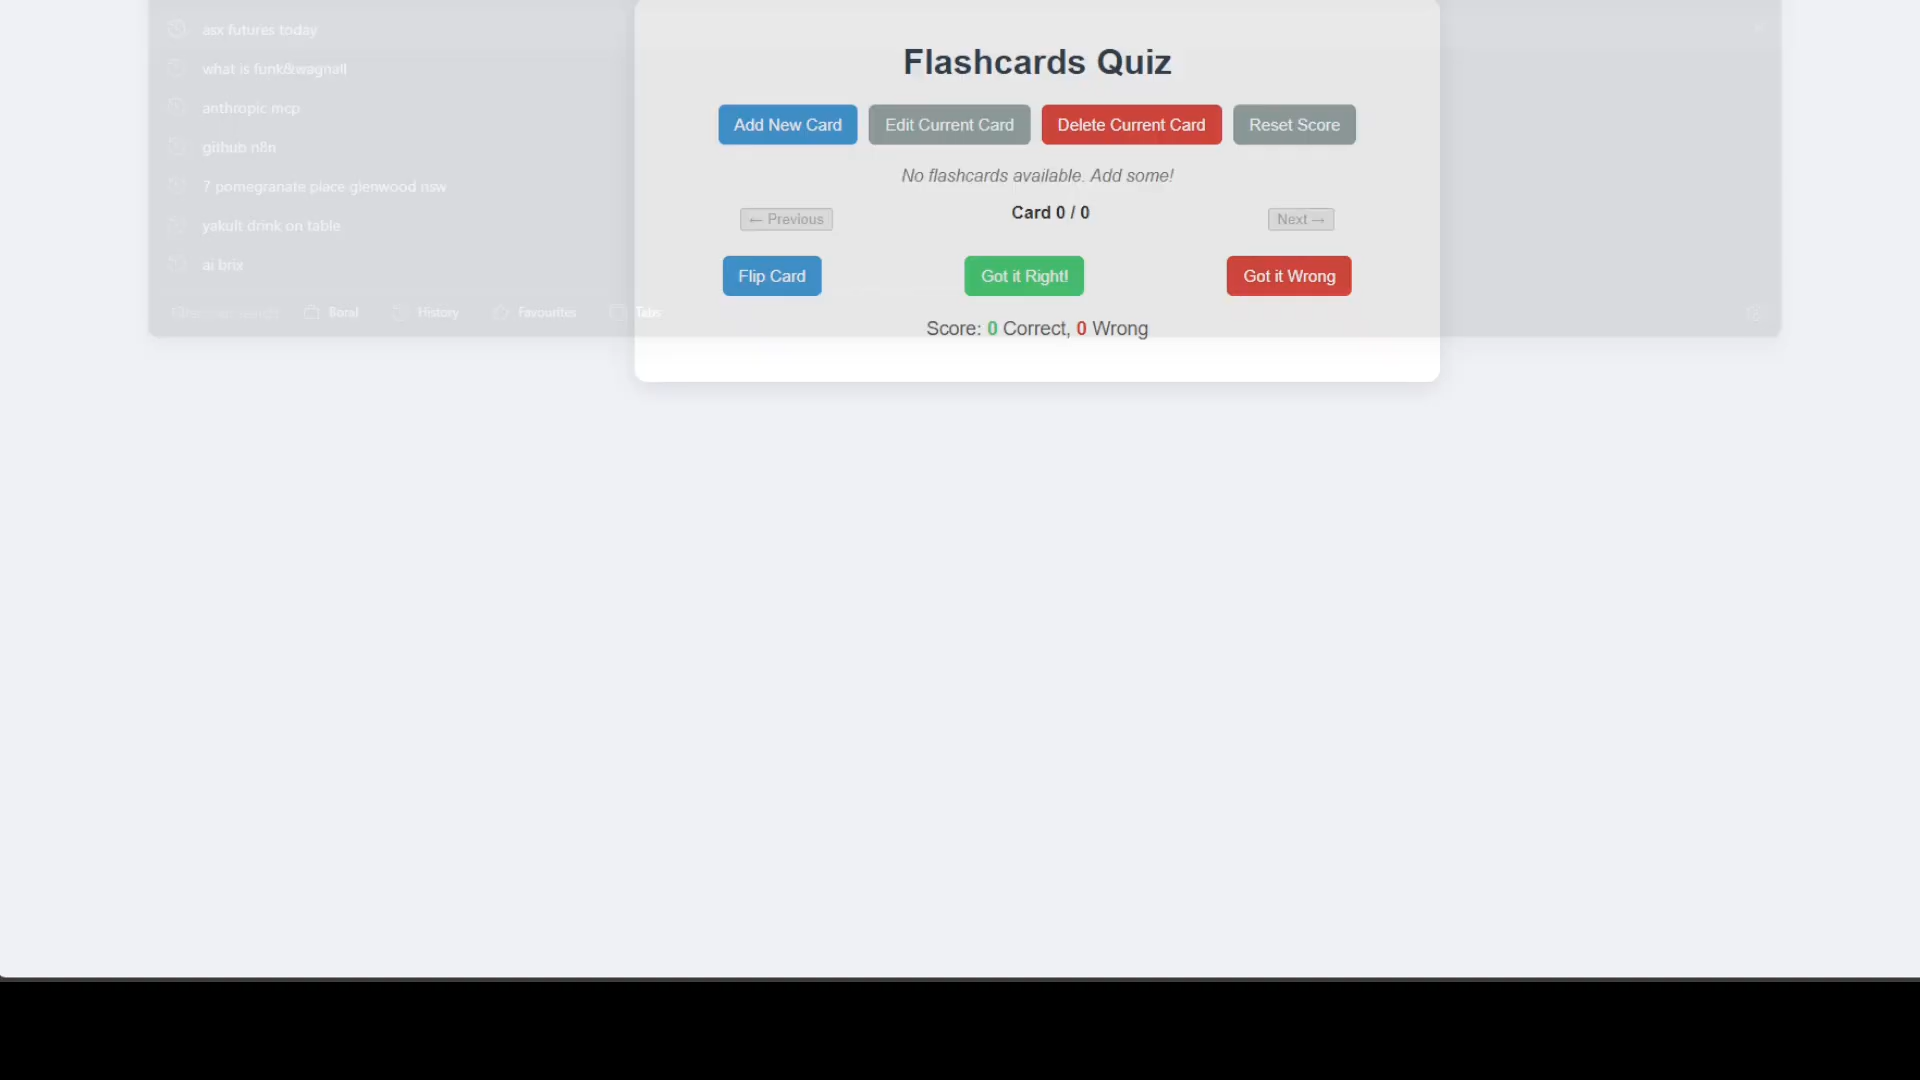 asx futures today
what is funk&wagnall
anthropic mcp
github n8n
7 pomegranate place glenwood nsw
yakult drink on table
ai brix
Boral
History
Favourites
Tabs
Flashcards Quiz
Add New Card
Edit Current Card
Delete Current Card
Reset Score
No flashcards available. Add some!
← Previous
Card 0 / 0
Next →
Flip Card
Got it Right!
Got it Wrong
Score: 0 Correct, 0 Wrong